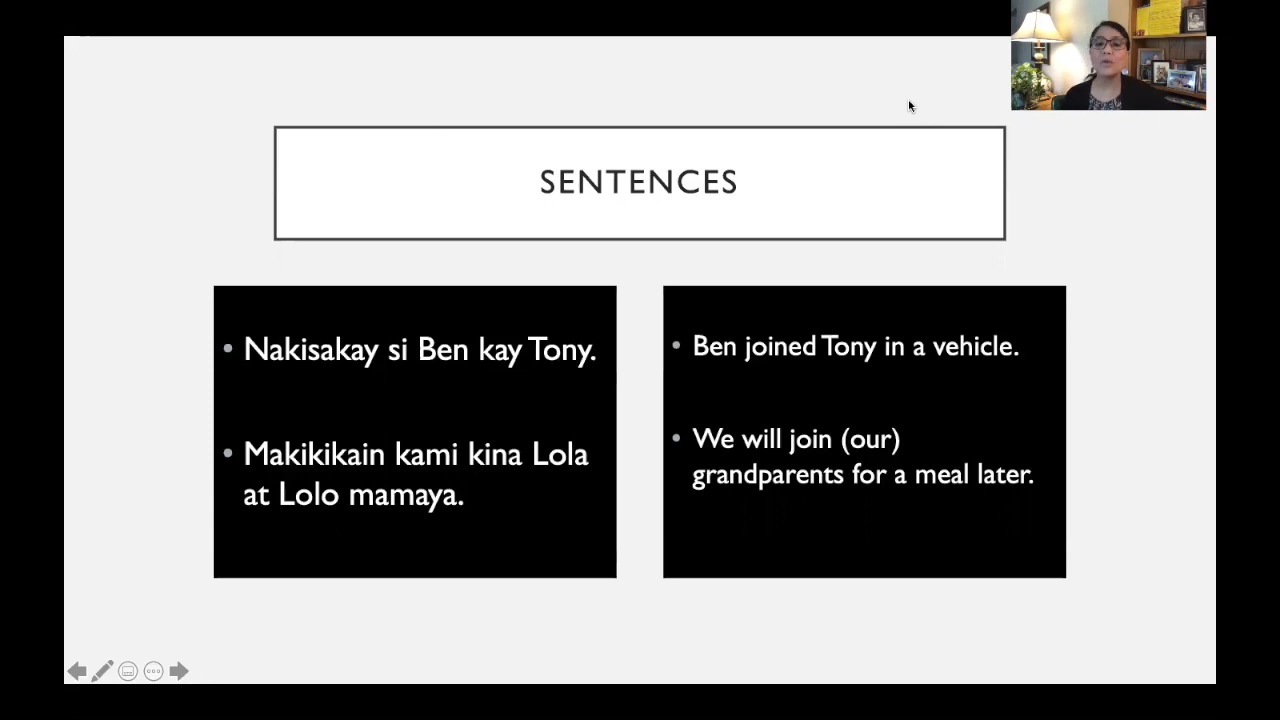 SENTENCES
• Nakisakay si Ben kay Tony.
• Makikikain kami kina Lola
at Lolo mamaya.
• Ben joined Tony in a vehicle.
• We will join (our)
grandparents for a meal later.